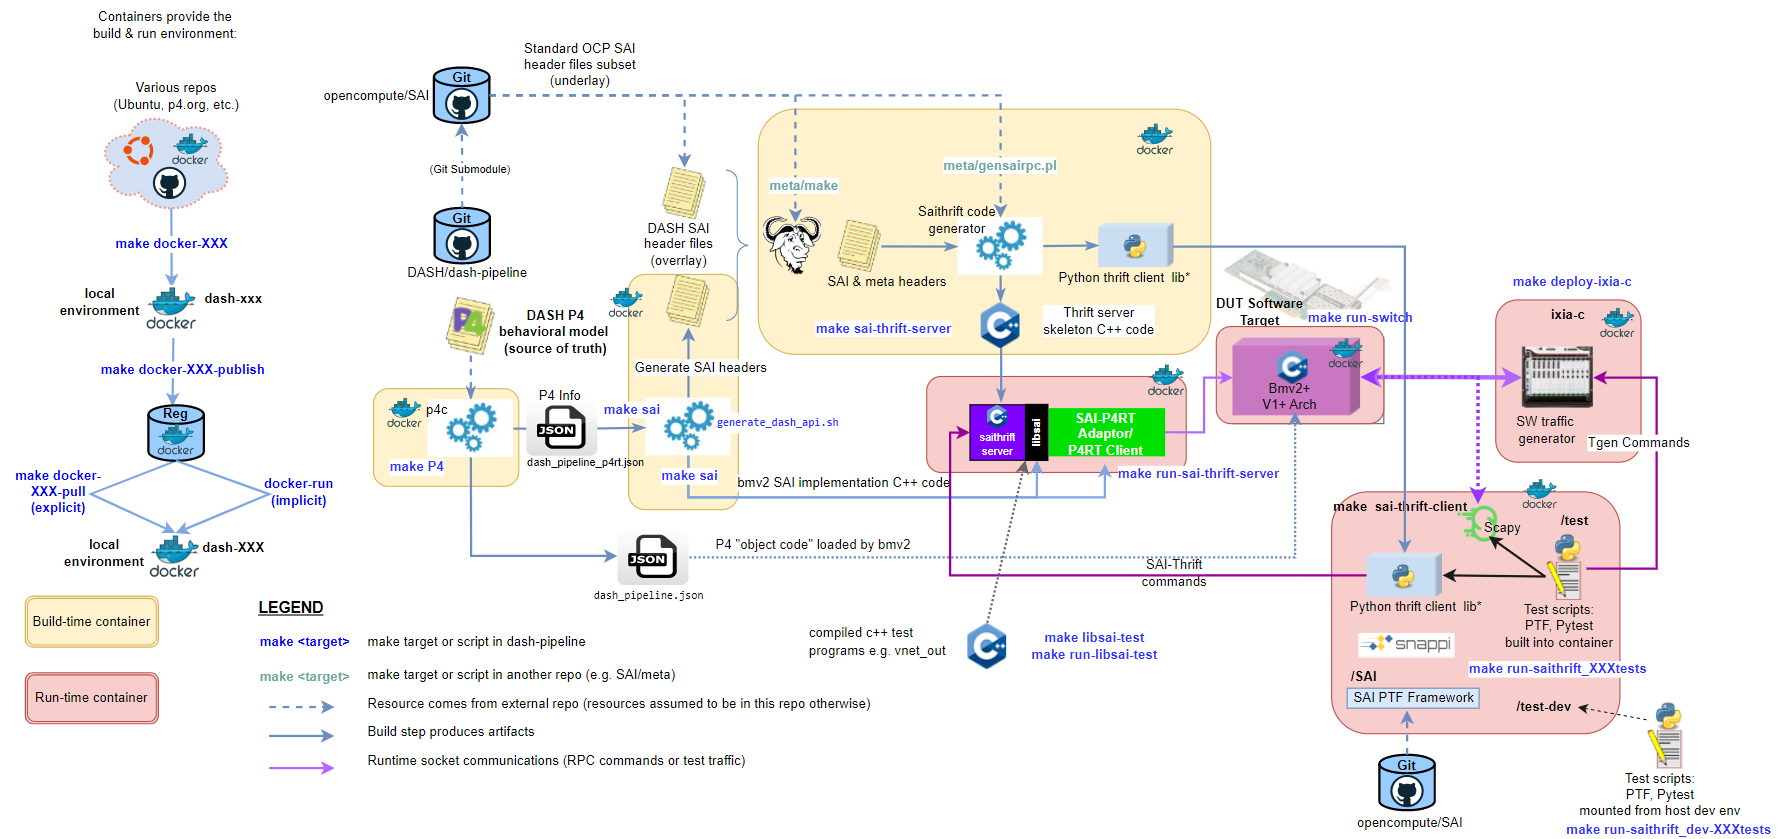 Containers provide the
build & run environment:
Various repos
(Ubuntu, p4.org, etc.)
docker
make docker-XXX
local
environment
dash-xxx
docker
make docker-XXX-publish
Reg
docker
make docker-
XXX-pull
(explicit)
docker-run
(implicit)
local
environment
dash-XXX
docker
Build-time container
Run-time container
LEGEND
make <target>
make target or script in dash-pipeline
make <target>
make target or script in another repo (e.g. SAI/meta)
Resource comes from external repo (resources assumed to be in this repo otherwise)
Build step produces artifacts
Runtime socket communications (RPC commands or test traffic)
Standard OCP SAI
header files subset
(underlay)
Git
opencompute/SAI
(Git Submodule)
Git
DASH/dash-pipeline
P4
DASH P4
behavioral model
(source of truth)
docker
p4c
make P4
P4 Info
JSON
dash_pipeline_p4rt.json
make sai
DASH SAI
header files
(overrlay)
docker
Generate SAI headers
generate_dash_api.sh
make sai
bmv2 SAI implementation C++ code
P4 "object code" loaded by bmv2
JSON
dash_pipeline.json
docker
meta/make
meta/gensairpc.pl
Saithrift code
generator
SAI & meta headers
Python thrift client lib*
make sai-thrift-server
C++
Thrift server
skeleton C++ code
docker
C++
saithrift
server
libsai
SAI-P4RT
Adaptor/
P4RT Client
make run-sai-thrift-server
DUT Software
Target
make run-switch
docker
C++
Bmv2+
V1+ Arch
make deploy-ixia-c
ixia-c
docker
SW traffic
generator
Tgen Commands
SAI-Thrift
commands
compiled c++ test
programs e.g. vnet_out
C++
make libsai-test
make run-libsai-test
docker
make sai-thrift-client
Scapy
/test
Python thrift client lib*
Test scripts:
PTF, Pytest
built into container
snappi
make run-saithrift_XXXtests
/SAI
SAI PTF Framework
/test-dev
Git
opencompute/SAI
Test scripts:
PTF, Pytest
mounted from host dev env
make run-saithrift_dev-XXXtests